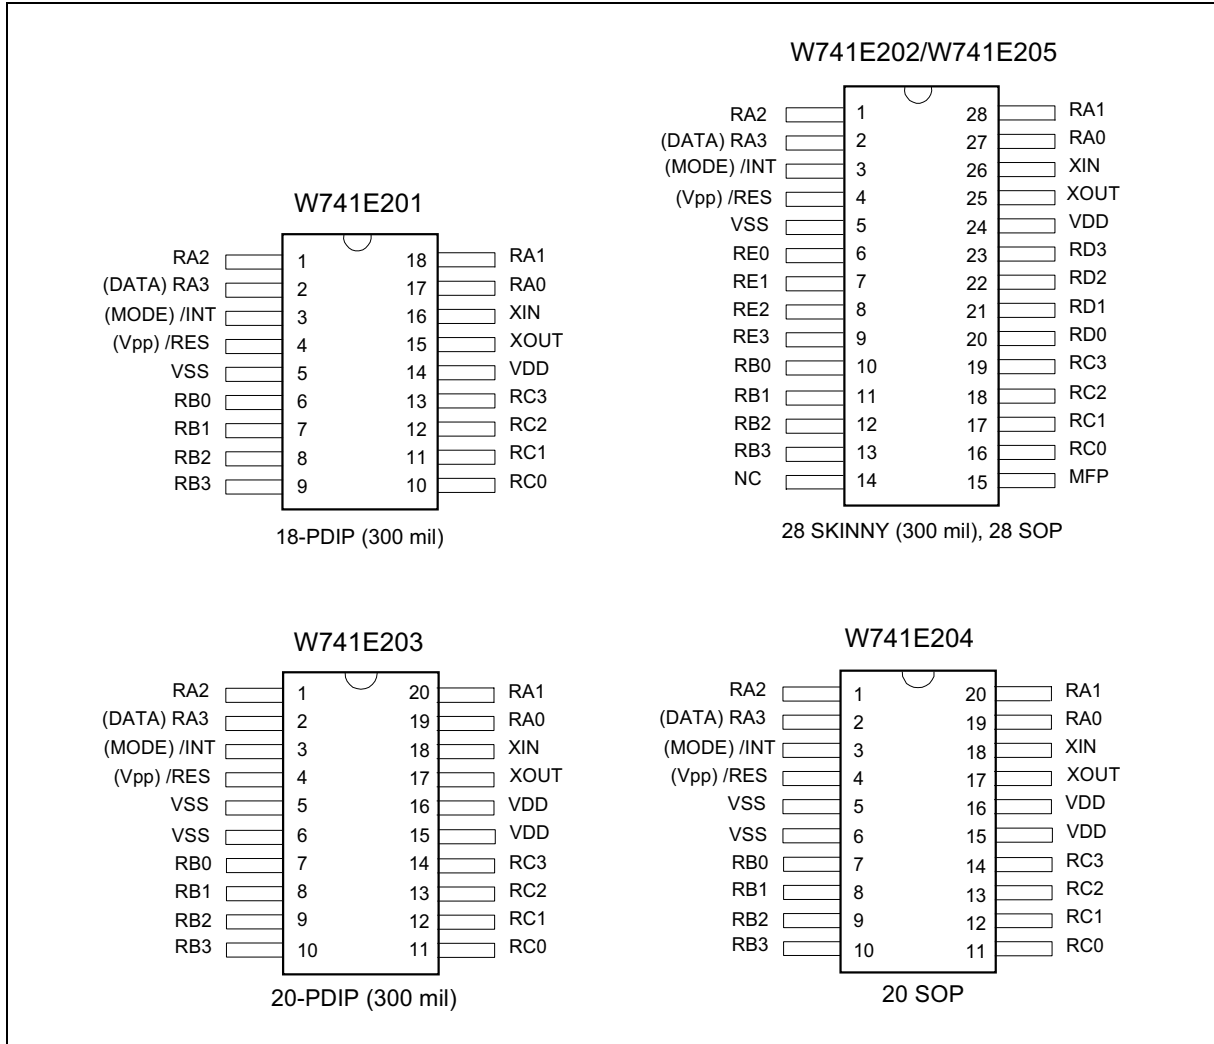 W741E202/W741E205
RA2 1 28 RA1
(DATA) RA3 2 27 RA0
(MODE) /INT 3 26 XIN
(Vpp) /RES 4 25 XOUT
VSS 5 24 VDD
RE0 6 23 RD3
RE1 7 22 RD2
RE2 8 21 RD1
RE3 9 20 RD0
RB0 10 19 RC3
RB1 11 18 RC2
RB2 12 17 RC1
RB3 13 16 RC0
NC 14 15 MFP
28 SKINNY (300 mil), 28 SOP
W741E201
RA2 1 18 RA1
(DATA) RA3 2 17 RA0
(MODE) /INT 3 16 XIN
(Vpp) /RES 4 15 XOUT
VSS 5 14 VDD
RB0 6 13 RC3
RB1 7 12 RC2
RB2 8 11 RC1
RB3 9 10 RC0
18-PDIP (300 mil)
W741E203
RA2 1 20 RA1
(DATA) RA3 2 19 RA0
(MODE) /INT 3 18 XIN
(Vpp) /RES 4 17 XOUT
VSS 5 16 VDD
VSS 6 15 VDD
RB0 7 14 RC3
RB1 8 13 RC2
RB2 9 12 RC1
RB3 10 11 RC0
20-PDIP (300 mil)
W741E204
RA2 1 20 RA1
(DATA) RA3 2 19 RA0
(MODE) /INT 3 18 XIN
(Vpp) /RES 4 17 XOUT
VSS 5 16 VDD
VSS 6 15 VDD
RB0 7 14 RC3
RB1 8 13 RC2
RB2 9 12 RC1
RB3 10 11 RC0
20 SOP